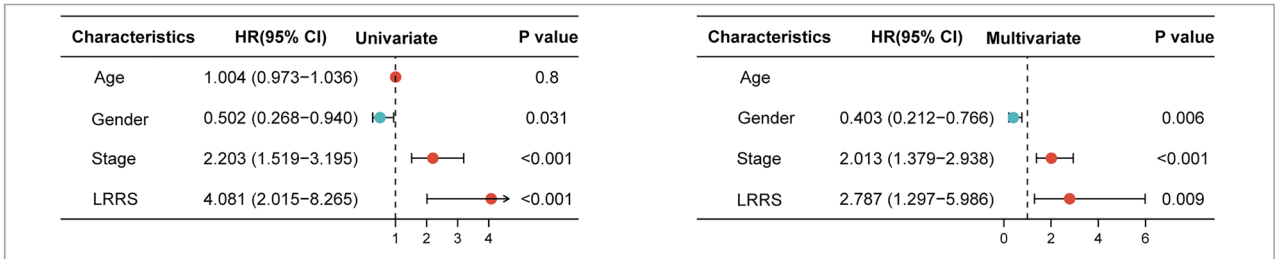 Characteristics HR(95% CI) Univariate P value
Age 1.004 (0.973−1.036) 0.8
Gender 0.502 (0.268−0.940) 0.031
Stage 2.203 (1.519−3.195) <0.001
LRRS 4.081 (2.015−8.265) <0.001
1 2 3 4
Characteristics HR(95% CI) Multivariate P value
Age
Gender 0.403 (0.212−0.766) 0.006
Stage 2.013 (1.379−2.938) <0.001
LRRS 2.787 (1.297−5.986) 0.009
0 2 4 6